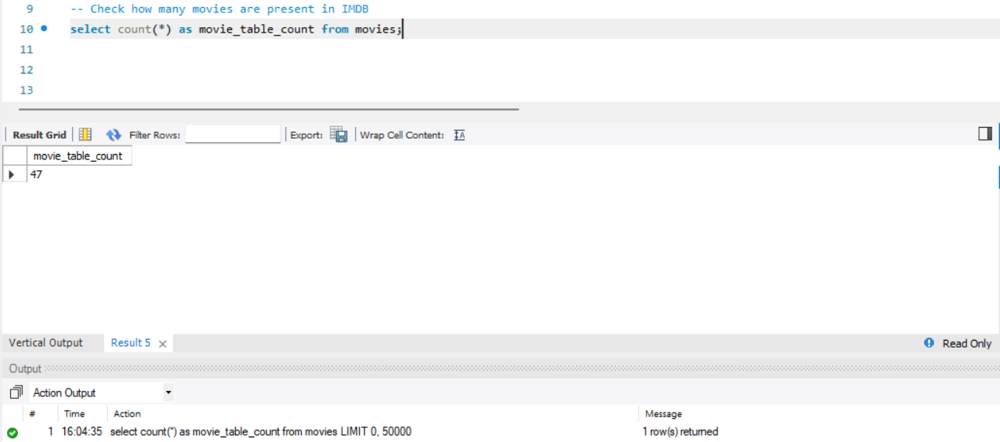 9 -- Check how many movies are present in IMDB
10 select count(*) as movie_table_count from movies;
11
12
13
Result Grid Filter Rows: Export: Wrap Cell Content: IA
movie_table_count
47
Vertical Output Result 5 × Read Only
Output
Action Output
# Time Action Message
1 16:04:35 select count(*) as movie_table_count from movies LIMIT 0, 50000 1 row(s) returned